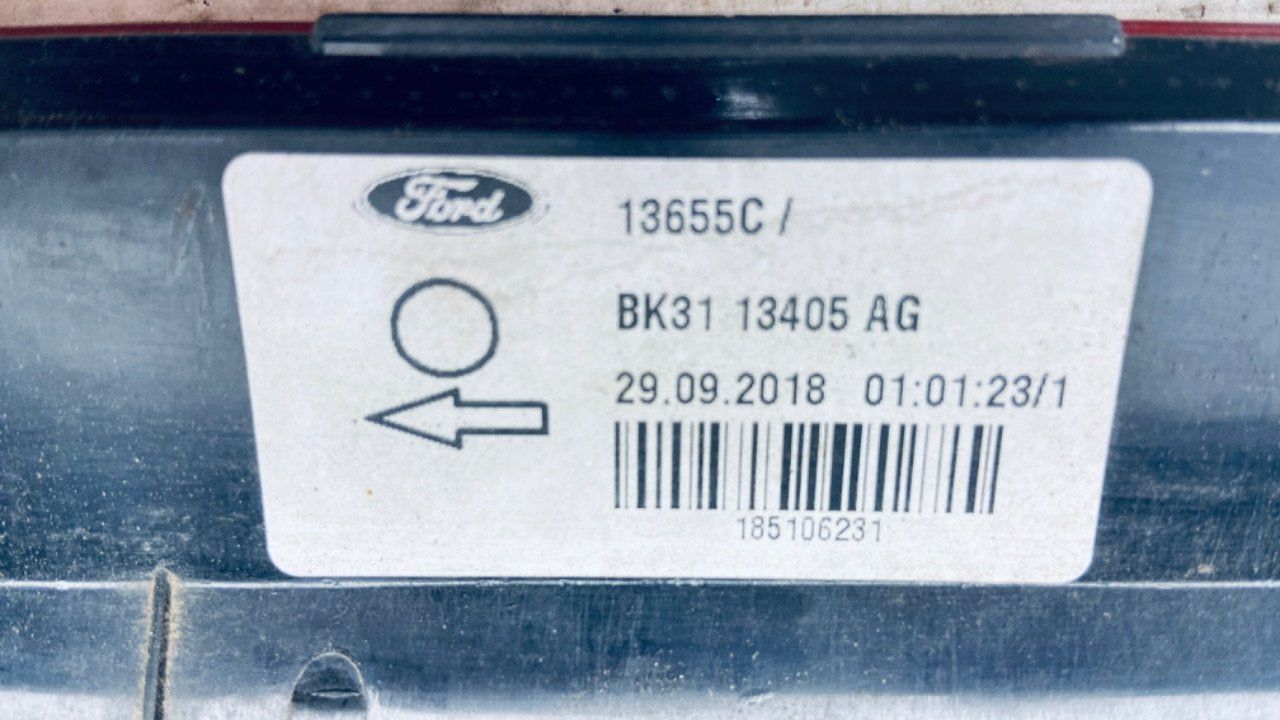 Ford
13655C /
BK31 13405 AG
29.09.2018 01:01:23/1
185106231